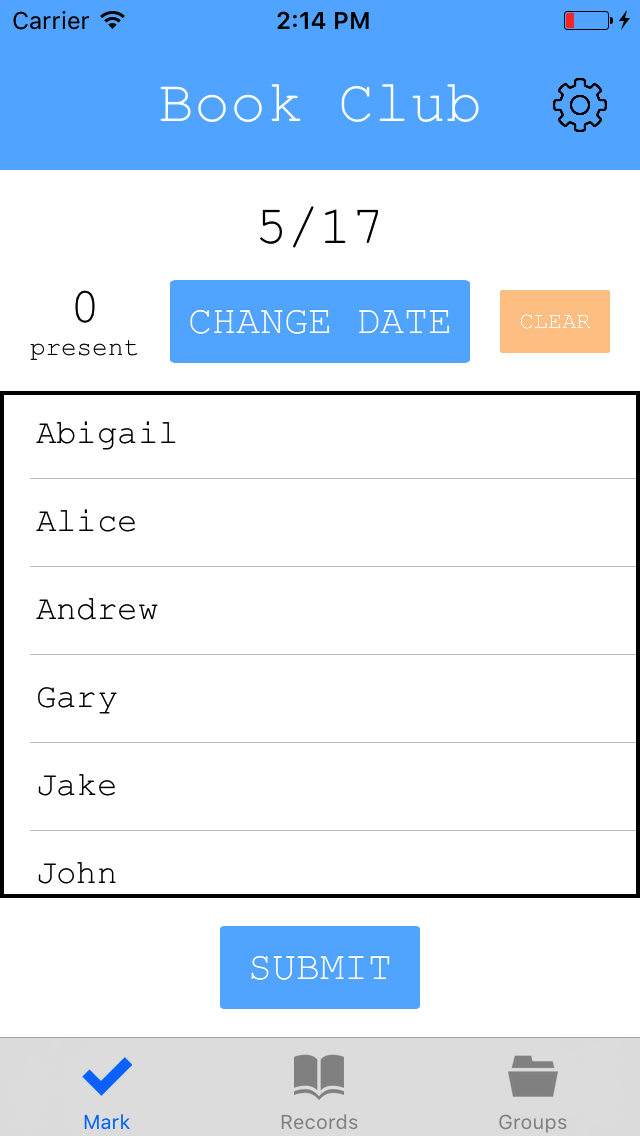 Carrier 2:14 PM
Book Club
5/17
0
present
CHANGE DATE
CLEAR
Abigail
Alice
Andrew
Gary
Jake
John
SUBMIT
Mark Records Groups